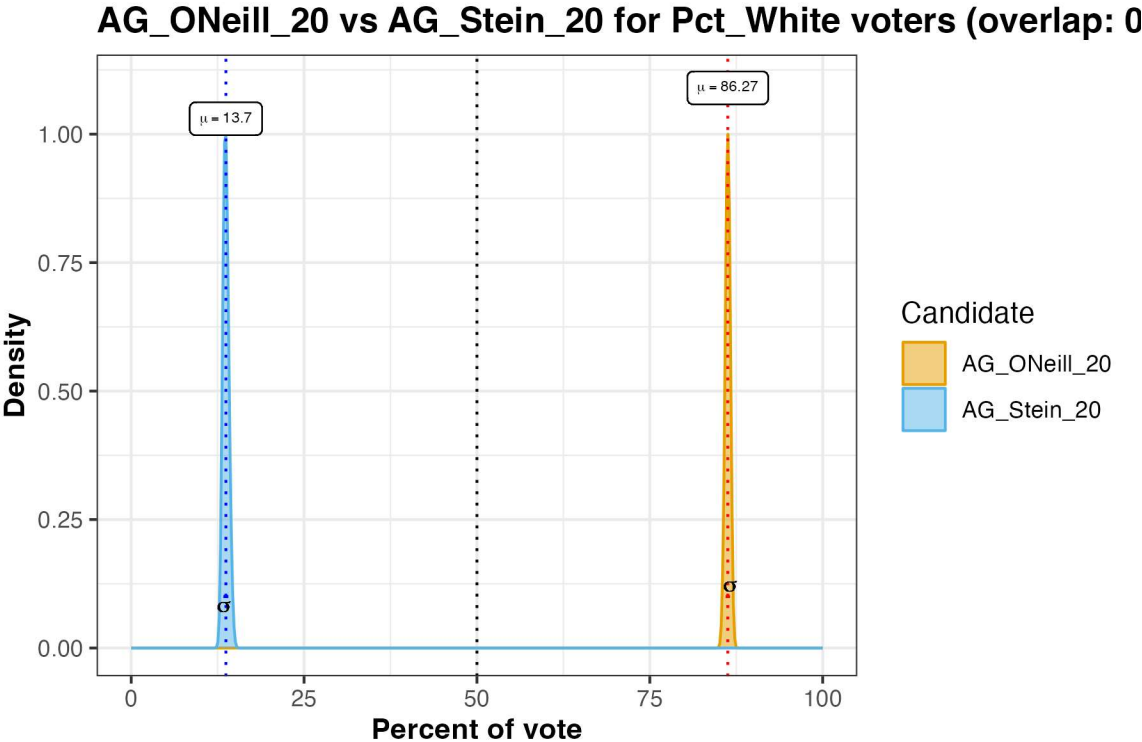 AG_ONeill_20 vs AG_Stein_20 for Pct_White voters (overlap: 0
μ = 86.27
μ = 13.7
1.00
0.75
0.50
0.25
0.00
Density
σ
σ
0
25
50
75
100
Percent of vote
Candidate
AG_ONeill_20
AG_Stein_20